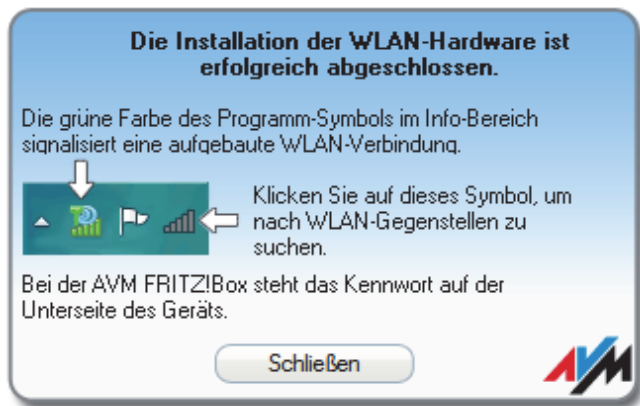 Die Installation der WLAN-Hardware ist
erfolgreich abgeschlossen.
Die grüne Farbe des Programm-Symbols im Info-Bereich
signalisiert eine aufgebaute WLAN-Verbindung.
Klicken Sie auf dieses Symbol, um
nach WLAN-Gegenstellen zu
suchen.
Bei der AVM FRITZ!Box steht das Kennwort auf der
Unterseite des Geräts.
Schließen
AVM